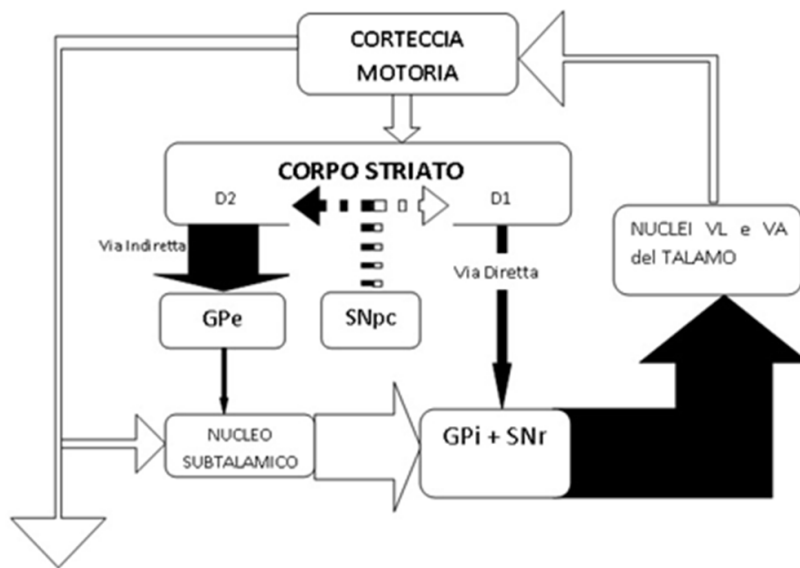 CORTECCIA
MOTORIA
CORPO STRIATO
D2
D1
Via Indiretta
Via Diretta
NUCLEI VL e VA
del TALAMO
GPe
SNpc
NUCLEO
SUBTALAMICO
GPi + SNr